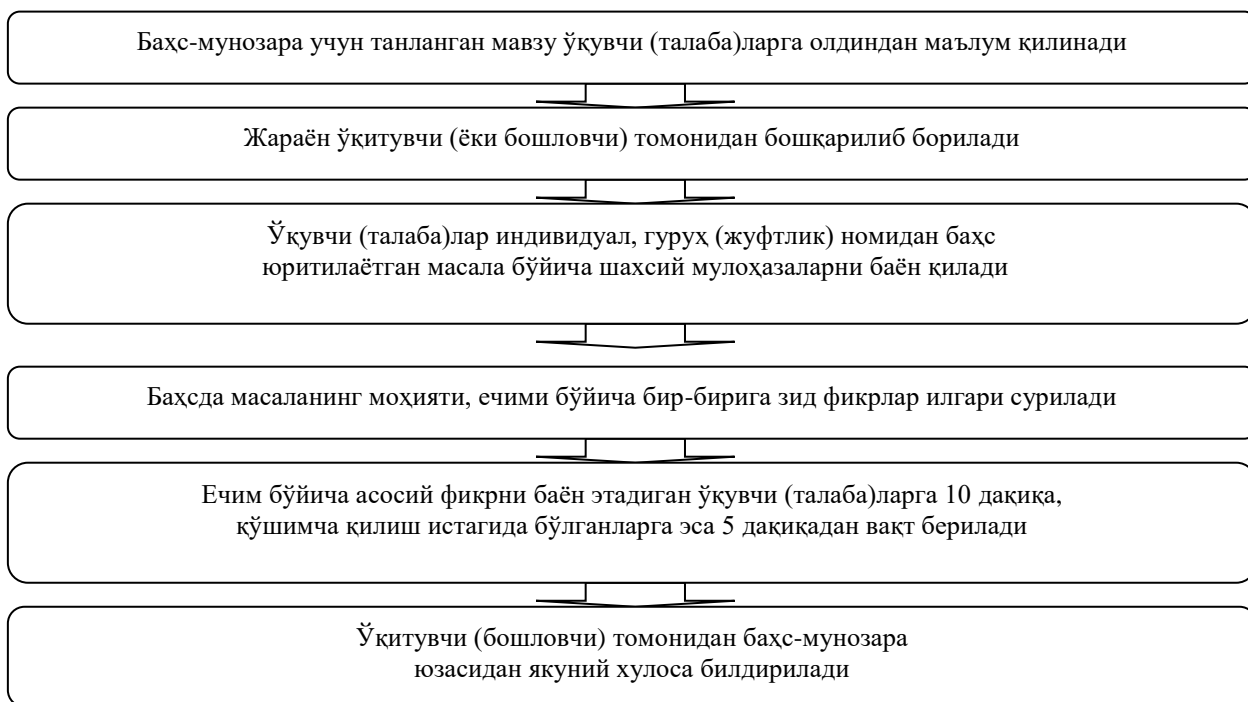 Баҳс-мунозара учун танланган мавзу ўқувчи (талаба)ларга олдиндан маълум қилинади
Жараён ўқитувчи (ёки бошловчи) томонидан бошқарилиб борилади
Ўқувчи (талаба)лар индивидуал, гуруҳ (жуфтлик) номидан баҳс
юритилаётган масала бўйича шахсий мулоҳазаларни баён қилади
Баҳсда масаланинг моҳияти, ечими бўйича бир-бирига зид фикрлар илгари сурилади
Ечим бўйича асосий фикрни баён этадиган ўқувчи (талаба)ларга 10 дақиқа,
қўшимча қилиш истагида бўлганларга эса 5 дақиқадан вақт берилади
Ўқитувчи (бошловчи) томонидан баҳс-мунозара
юзасидан якуний хулоса билдирилади